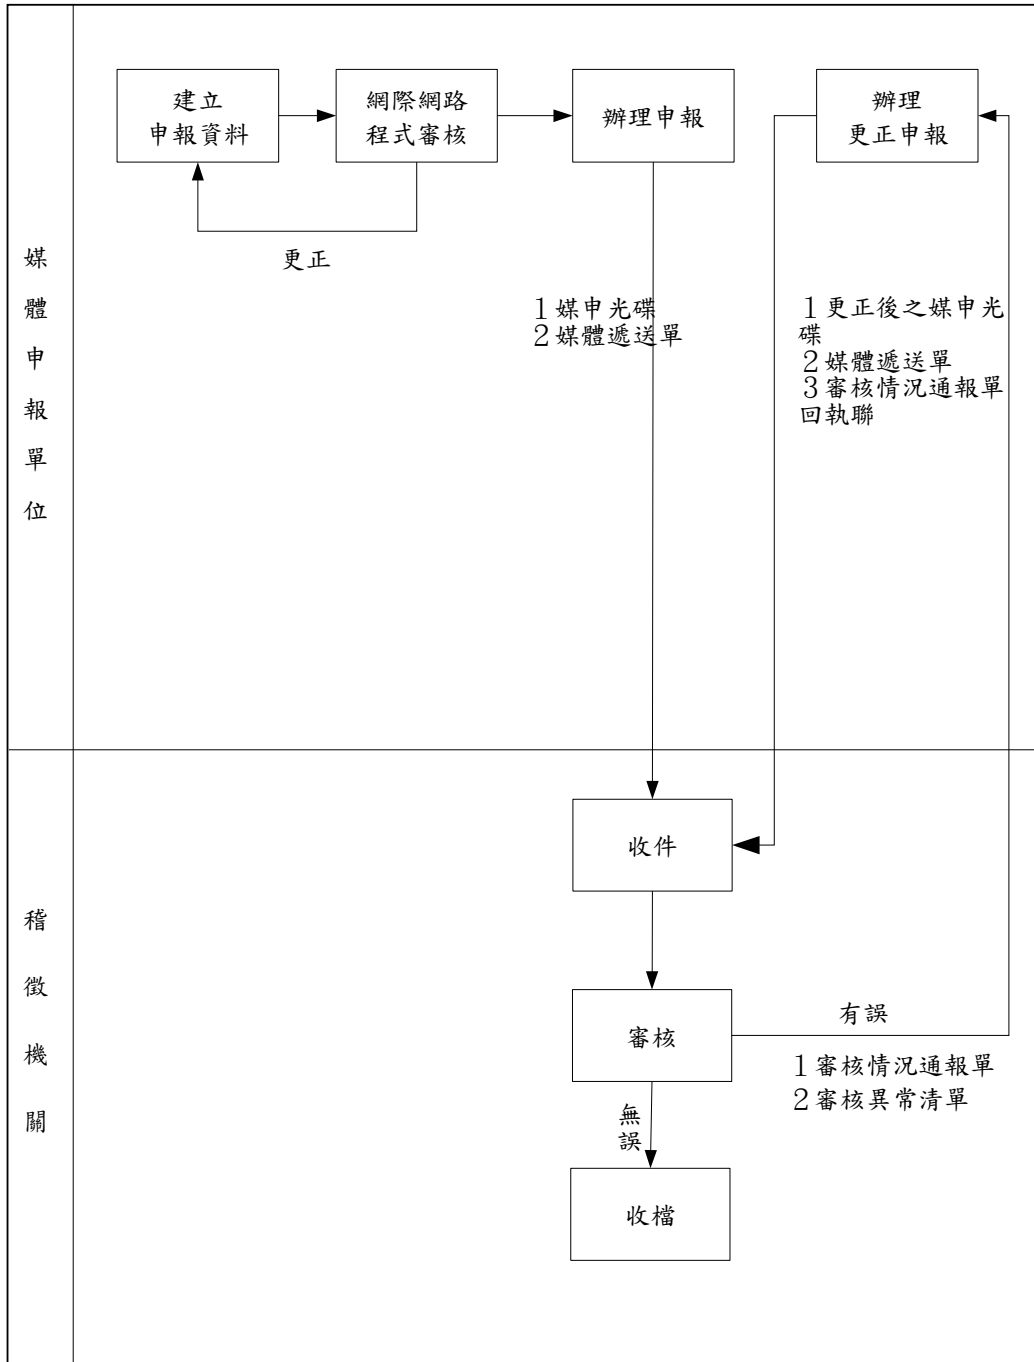 建立
申報資料
網際網路
程式審核
辦理申報
辦理
更正申報
更正
媒體申報單位
１媒申光碟
２媒體遞送單
１更正後之媒申光
碟
２媒體遞送單
３審核情況通報單
回執聯
收件
稽徵機關
審核
有誤
１審核情況通報單
２審核異常清單
無
誤
收檔